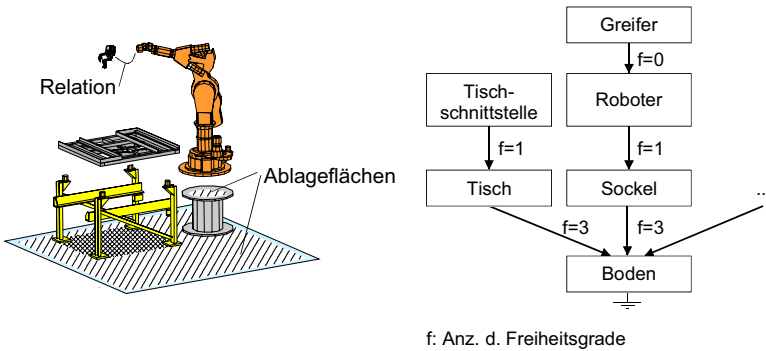 Relation
Ablageflächen
Greifer
f=0
Tisch-
schnittstelle
Roboter
f=1
f=1
Tisch
Sockel
..
f=3
f=3
Boden
f: Anz. d. Freiheitsgrade